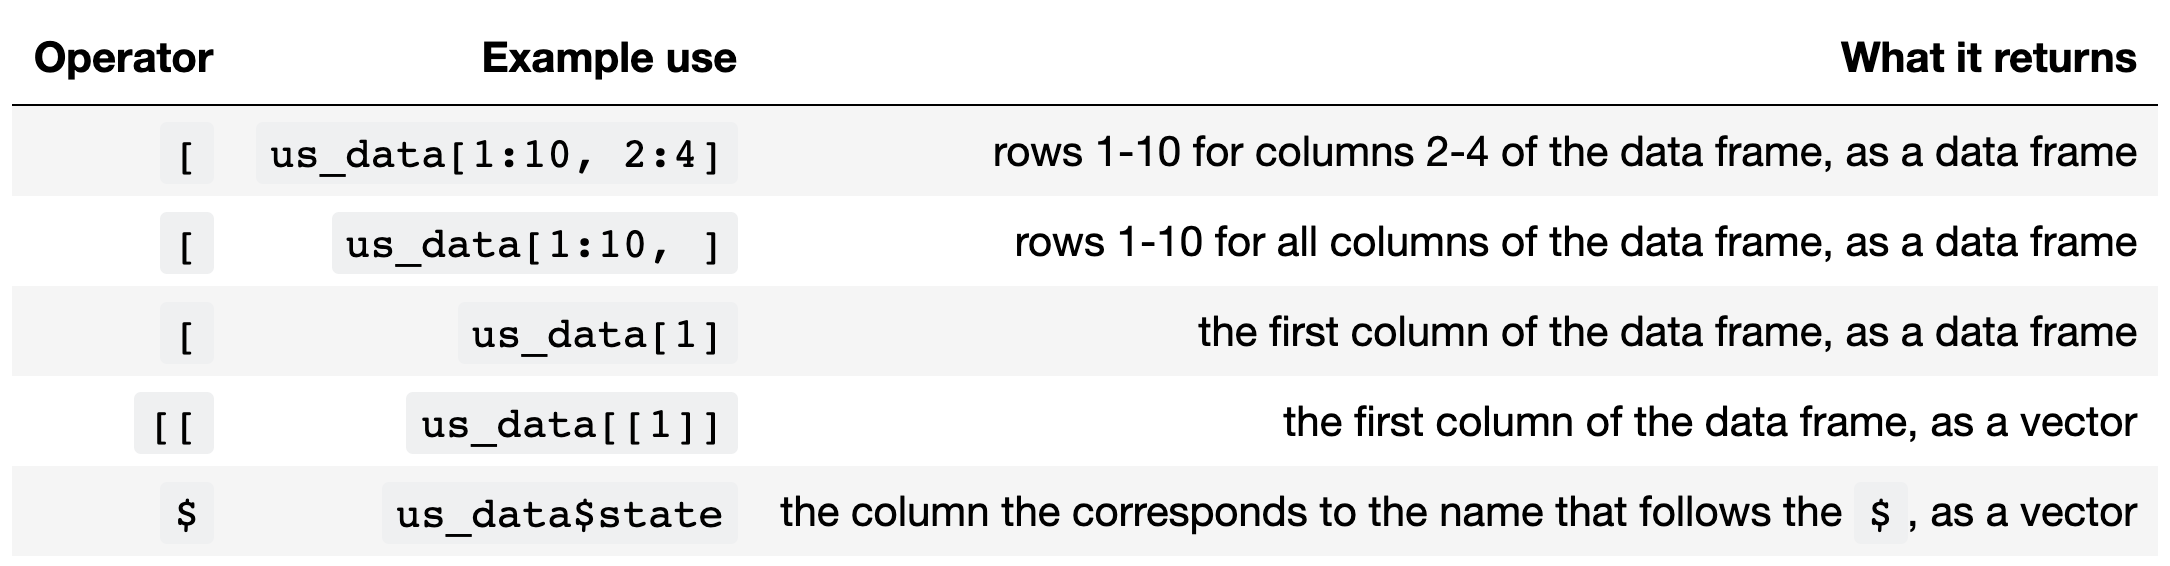 Operator Example use What it returns
[ us_data[1:10, 2:4] rows 1-10 for columns 2-4 of the data frame, as a data frame
[ us_data[1:10, ] rows 1-10 for all columns of the data frame, as a data frame
[ us_data[1] the first column of the data frame, as a data frame
[[ us_data[[1]] the first column of the data frame, as a vector
$ us_data$state the column the corresponds to the name that follows the $ , as a vector